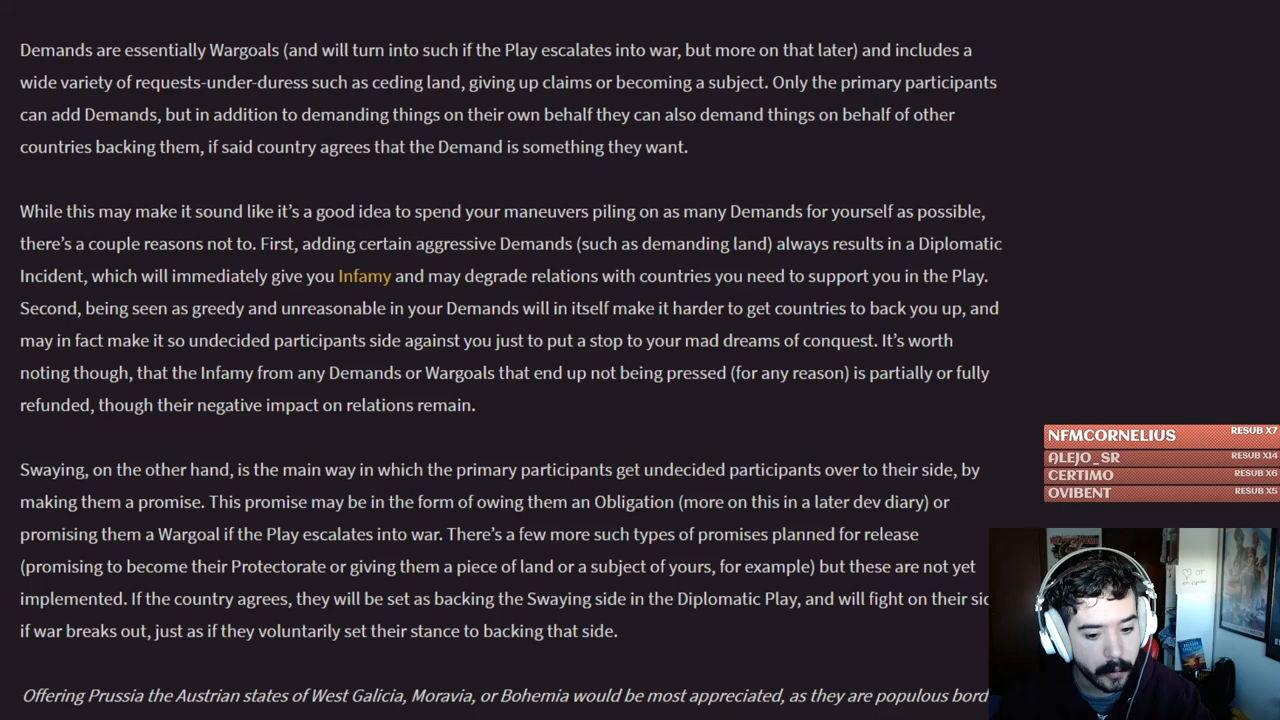 Demands are essentially Wargoals (and will turn into such if the Play escalates into war, but more on that later) and includes a
wide variety of requests-under-duress such as ceding land, giving up claims or becoming a subject. Only the primary participants
can add Demands, but in addition to demanding things on their own behalf they can also demand things on behalf of other
countries backing them, if said country agrees that the Demand is something they want.
While this may make it sound like it's a good idea to spend your maneuvers piling on as many Demands for yourself as possible,
there's a couple reasons not to. First, adding certain aggressive Demands (such as demanding land) always results in a Diplomatic
Incident, which will immediately give you Infamy and may degrade relations with countries you need to support you in the Play.
Second, being seen as greedy and unreasonable in your Demands will in itself make it harder to get countries to back you up, and
may in fact make it so undecided participants side against you just to put a stop to your mad dreams of conquest. It's worth
noting though, that the Infamy from any Demands or Wargoals that end up not being pressed (for any reason) is partially or fully
refunded, though their negative impact on relations remain.
NFMCORNELIUS RESUB X7
ALEJO_SR RESUB X14
CERTIMO RESUB X6
OVIBENT RESUB X5
Swaying, on the other hand, is the main way in which the primary participants get undecided participants over to their side, by
making them a promise. This promise may be in the form of owing them an Obligation (more on this in a later dev diary) or
promising them a Wargoal if the Play escalates into war. There's a few more such types of promises planned for release
(promising to become their Protectorate or giving them a piece of land or a subject of yours, for example) but these are not yet
implemented. If the country agrees, they will be set as backing the Swaying side in the Diplomatic Play, and will fight on their
if war breaks out, just as if they voluntarily set their stance to backing that side.
Offering Prussia the Austrian states of West Galicia, Moravia, or Bohemia would be most appreciated, as they are populous